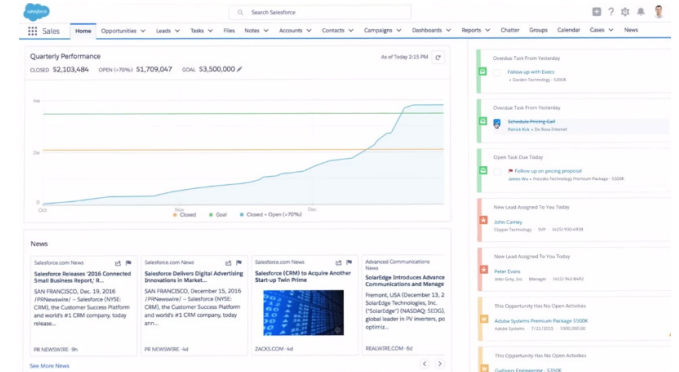 salesforce
Search Salesforce
Sales Home Opportunities Leads Tasks Files Notes Accounts Contacts Campaigns Dashboards Reports Chatter Groups Calendar Cases News
Quarterly Performance
As of Today 2:15 PM
CLOSED $2,103,484 OPEN (>70%) $1,709,047 GOAL $3,500,000
0
Oct Nov Dec
Closed Goal Closed + Open (>70%)
News
Salesforce.com News
Salesforce Releases '2016 Connected
Small Business Report,' R...
SAN FRANCISCO, Dec. 19, 2016
/PRNewswire/ -- Salesforce (NYSE:
CRM), the Customer Success Platform
and world's #1 CRM company, today
release...
PR NEWSWIRE · 9h
Salesforce.com News
Salesforce Delivers Digital Advertising
Innovations in Market...
SAN FRANCISCO, December 15, 2016
/PRNewswire/ -- Salesforce (NYSE:
CRM), the Customer Success Platform
and world's #1 CRM company, today
ann...
PR NEWSWIRE · 4d
Salesforce.com News
Salesforce (CRM) to Acquire Another
Start-up Twin Prime
ZACKS.COM · 4d
Advanced Communications
News
SolarEdge Introduces Advance
Communications and Manage
Fremont, USA (December 13, 2
SolarEdge Technologies, Inc.
("SolarEdge") (NASDAQ: SEDG),
global leader in PV inverters, po
optimiz...
REALWIRE.COM · 6d
See More News
Overdue Task From Yesterday
Follow up with Execs
Overdue Task From Yesterday
Schedule Pricing Call
Open Task Due Today
Follow up on pricing proposal
New Lead Assigned To You Today
John Carney
New Lead Assigned To You Today
Peter Evans
This Opportunity Has No Open Activities
Adobe Systems Premium Package $500K
Adobe Systems
This Opportunity Has No Open Activities